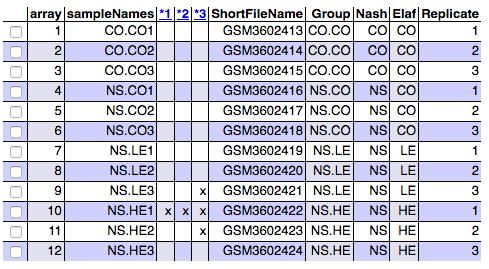 array sampleNames *1 *2 *3 ShortFileName Group Nash Elaf Replicate
1 CO.CO1 GSM3602413 CO.CO CO CO 1
2 CO.CO2 GSM3602414 CO.CO CO CO 2
3 CO.CO3 GSM3602415 CO.CO CO CO 3
4 NS.CO1 GSM3602416 NS.CO NS CO 1
5 NS.CO2 GSM3602417 NS.CO NS CO 2
6 NS.CO3 GSM3602418 NS.CO NS CO 3
7 NS.LE1 GSM3602419 NS.LE NS LE 1
8 NS.LE2 GSM3602420 NS.LE NS LE 2
9 NS.LE3 x GSM3602421 NS.LE NS LE 3
10 NS.HE1 x x x GSM3602422 NS.HE NS HE 1
11 NS.HE2 x GSM3602423 NS.HE NS HE 2
12 NS.HE3 GSM3602424 NS.HE NS HE 3